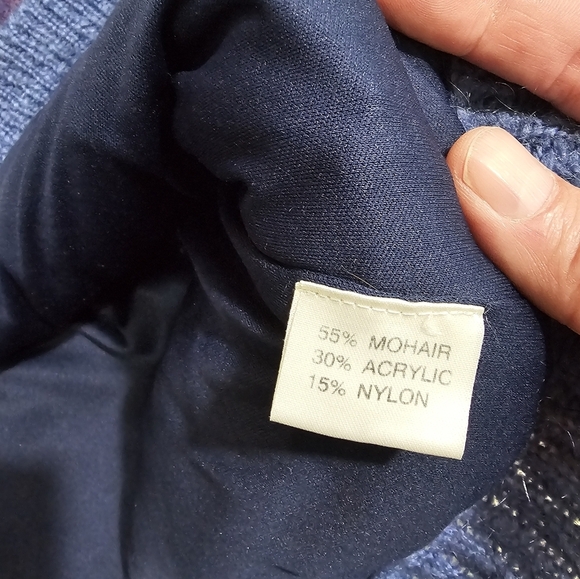 55% MOHAIR
30% ACRYLIC
15% NYLON